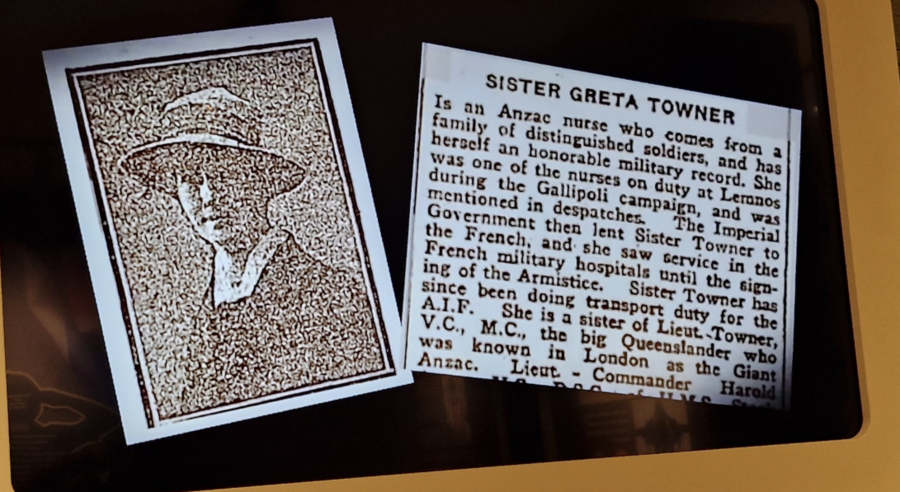 SISTER GRETA TOWNER
Is an Anzac nurse who comes from a
family of distinguished soldiers, and has
herself an honorable military record. She
was one of the nurses on duty at Lemnos
during the Gallipoli campaign, and was
mentioned in despatches. The Imperial
Government then lent Sister Towner to
the French, and she saw service in the
French military hospitals until the sign-
ing of the Armistice. Sister Towner has
since been doing transport duty for the
A.I.F. She is a sister of Lieut. Towner,
V.C., M.C., the big Queenslander who
was known in London as the Giant
Anzac. Lieut. - Commander Harold
of H.M.S.